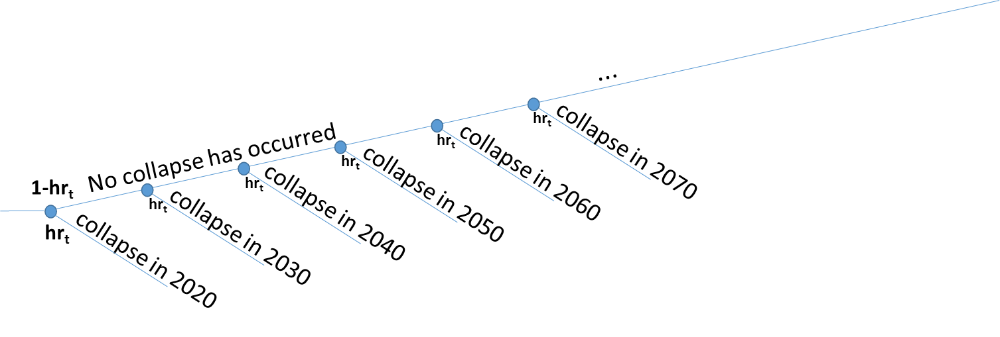 ...
No collapse has occurred
1-hrt
hrt
collapse in 2020
hrt
collapse in 2030
hrt
collapse in 2040
hrt
collapse in 2050
hrt
collapse in 2060
hrt
collapse in 2070